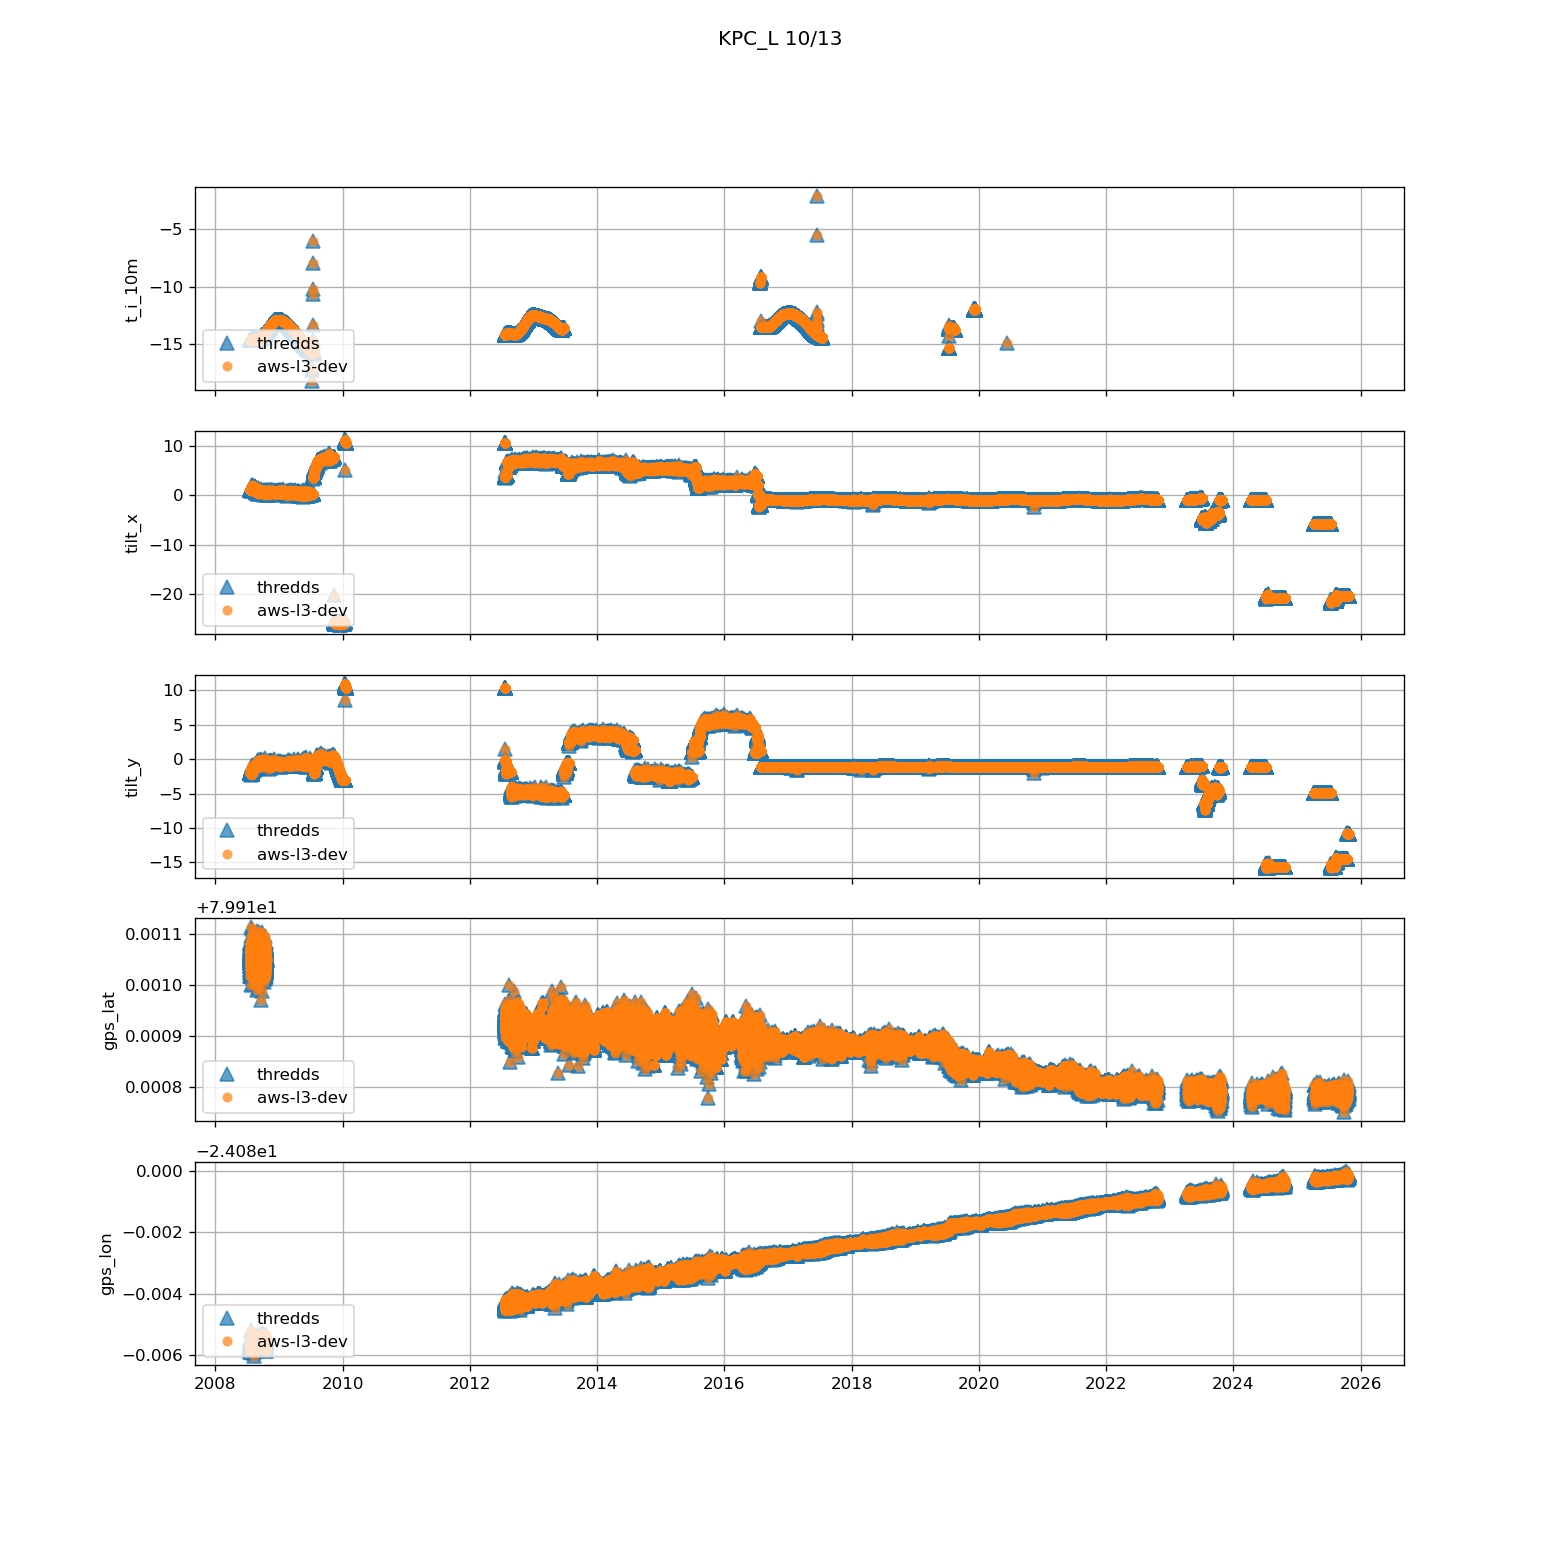 KPC_L 10/13
t_i_10m
−5
−10
−15
thredds
aws-l3-dev
tilt_x
10
0
−10
−20
thredds
aws-l3-dev
tilt_y
10
5
0
−5
−10
−15
thredds
aws-l3-dev
+7.991e1
gps_lat
0.0011
0.0010
0.0009
0.0008
thredds
aws-l3-dev
−2.408e1
gps_lon
0.000
−0.002
−0.004
−0.006
thredds
aws-l3-dev
2008 2010 2012 2014 2016 2018 2020 2022 2024 2026